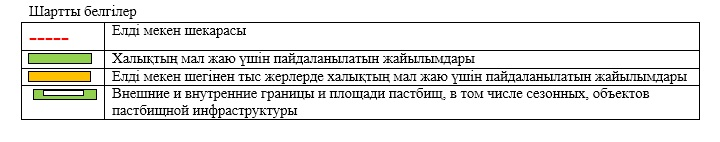 Шартты белгілер
Елді мекен шекарасы
Халықтың мал жаю үшін пайдаланылатын жайылымдары
Елді мекен шегінен тыс жерлерде халықтың мал жаю үшін пайдаланылатын жайылымдары
Внешние и внутренние границы и площади пастбищ, в том числе сезонных, объектов
пастбищной инфраструктуры